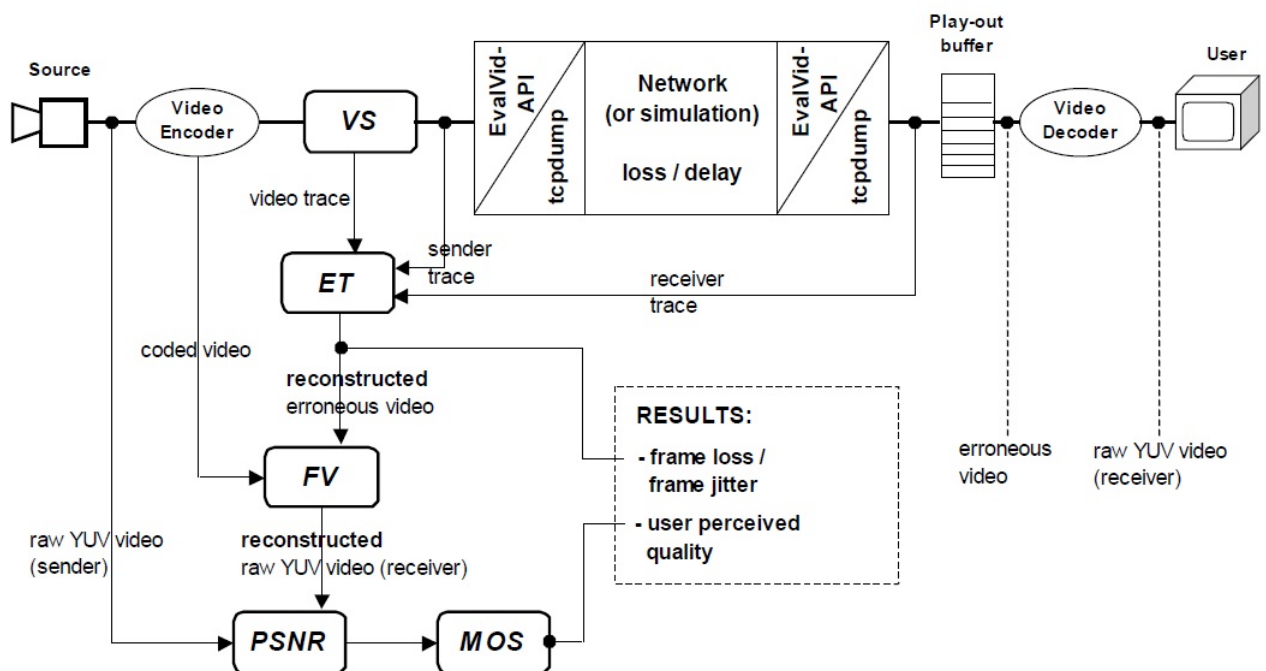 Source
Video
Encoder
VS
EvalVid-
API
tcpdump
Network
(or simulation)
loss / delay
EvalVid-
API
tcpdump
Play-out
buffer
Video
Decoder
User
video trace
sender
trace
ET
receiver
trace
coded video
reconstructed
erroneous video
RESULTS:
- frame loss /
frame jitter
- user perceived
quality
erroneous
video
raw YUV video
(receiver)
FV
raw YUV video
(sender)
reconstructed
raw YUV video (receiver)
PSNR
MOS